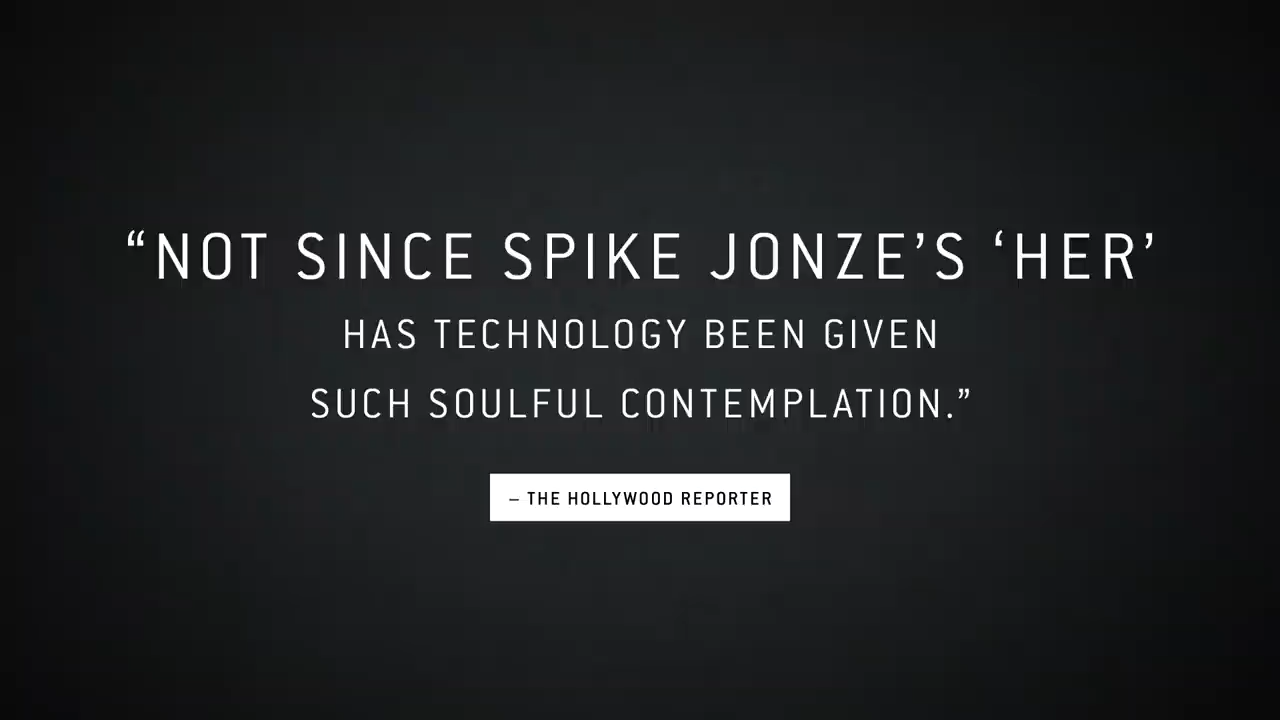 “NOT SINCE SPIKE JONZE’S ‘HER’
HAS TECHNOLOGY BEEN GIVEN
SUCH SOULFUL CONTEMPLATION.”
– THE HOLLYWOOD REPORTER